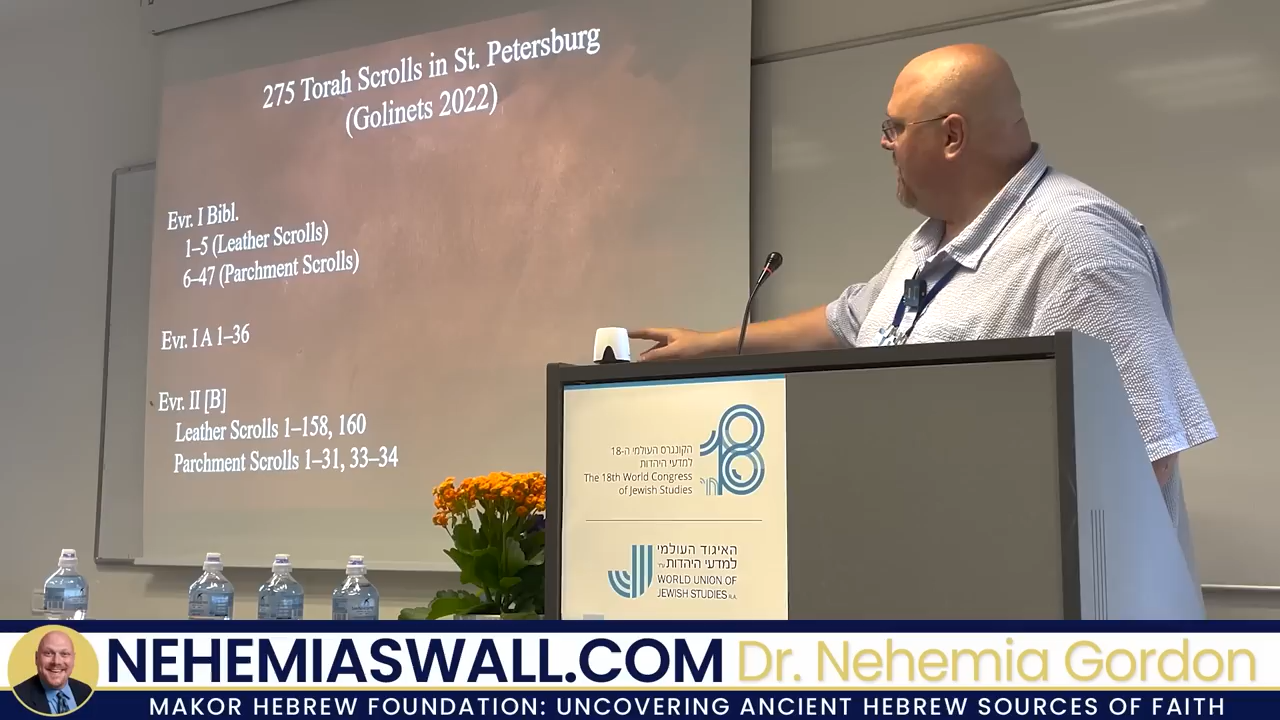 275 Torah Scrolls in St. Petersburg
(Golinets 2022)
Evr. I Bibl.
1–5 (Leather Scrolls)
6–47 (Parchment Scrolls)
Evr. I A 1–36
Evr. II [B]
Leather Scrolls 1–158, 160
Parchment Scrolls 1–31, 33–34
הקונגרס העולמי ה-18
למדעי היהדות
The 18th World Congress
of Jewish Studies
18
האיגוד העולמי
למדעי היהדות
WORLD UNION OF
JEWISH STUDIES R.A.
NEHEMIASWALL.COM Dr. Nehemia Gordon
MAKOR HEBREW FOUNDATION: UNCOVERING ANCIENT HEBREW SOURCES OF FAITH